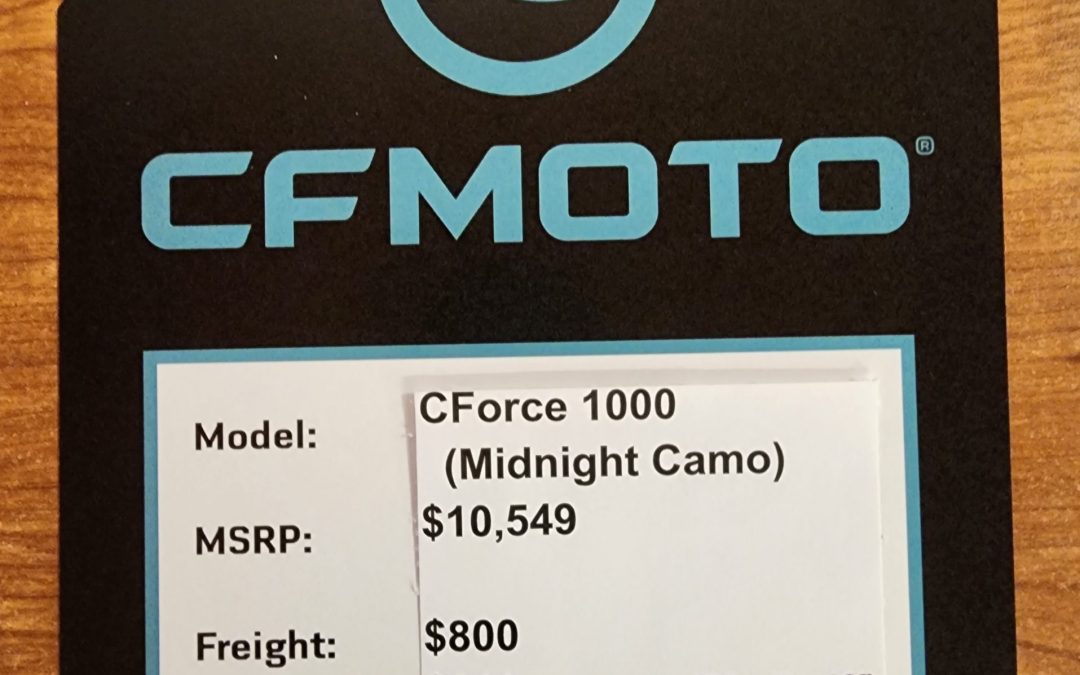 CFMOTO®
Model: CForce 1000
(Midnight Camo)
MSRP: $10,549
Freight: $800